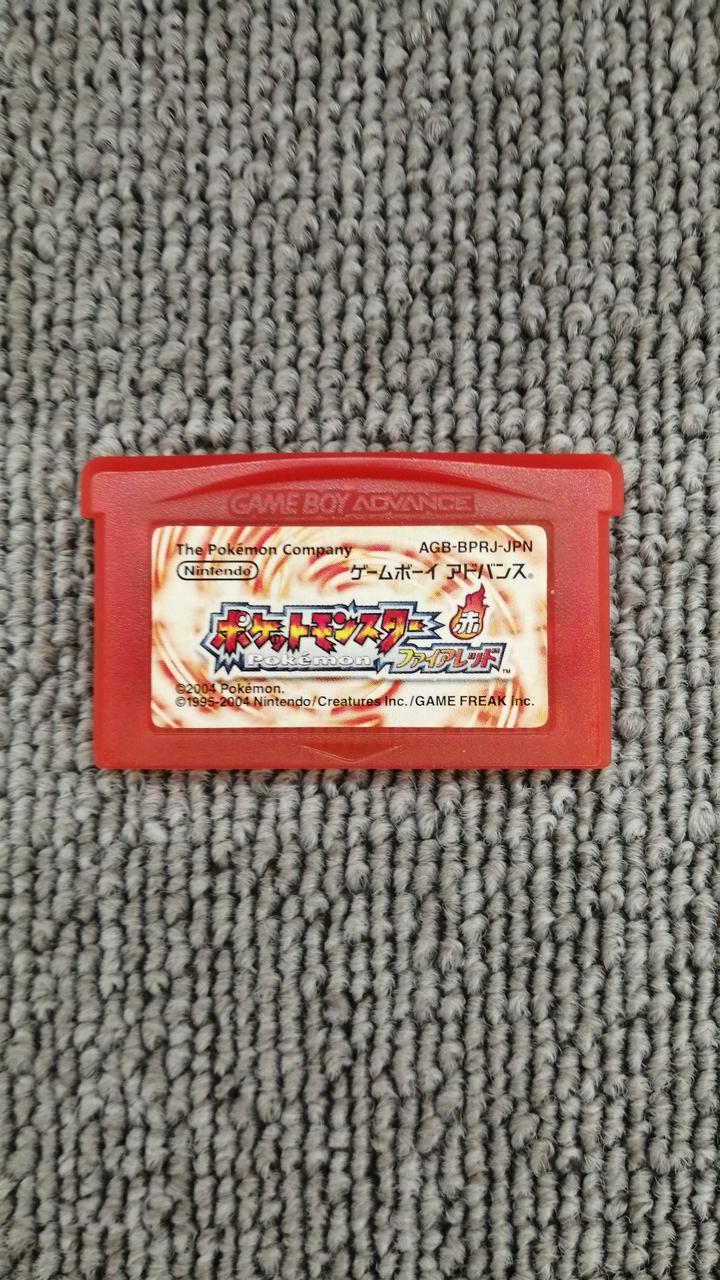 GAME BOY ADVANCE
The Pokémon Company AGB-BPRJ-JPN
Nintendo ゲームボーイ アドバンス®
ポケットモンスター 赤
Pokémon ファイアレッド™
©2004 Pokémon.
©1995-2004 Nintendo/Creatures Inc./GAME FREAK Inc.